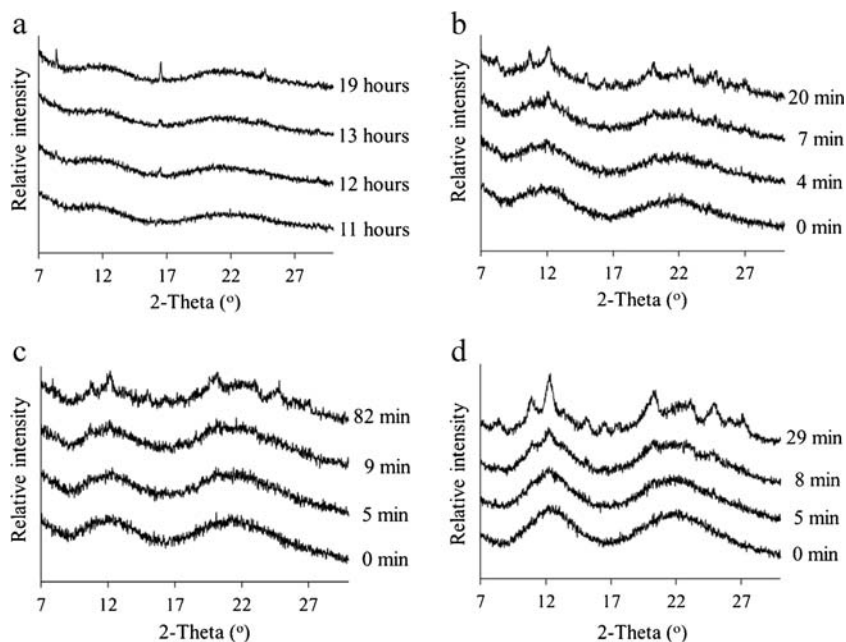 a
Relative intensity
19 hours
13 hours
12 hours
11 hours
7 12 17 22 27
2-Theta (º)
b
Relative intensity
20 min
7 min
4 min
0 min
7 12 17 22 27
2-Theta (º)
c
Relative intensity
82 min
9 min
5 min
0 min
7 12 17 22 27
2-Theta (º)
d
Relative intensity
29 min
8 min
5 min
0 min
7 12 17 22 27
2-Theta (º)